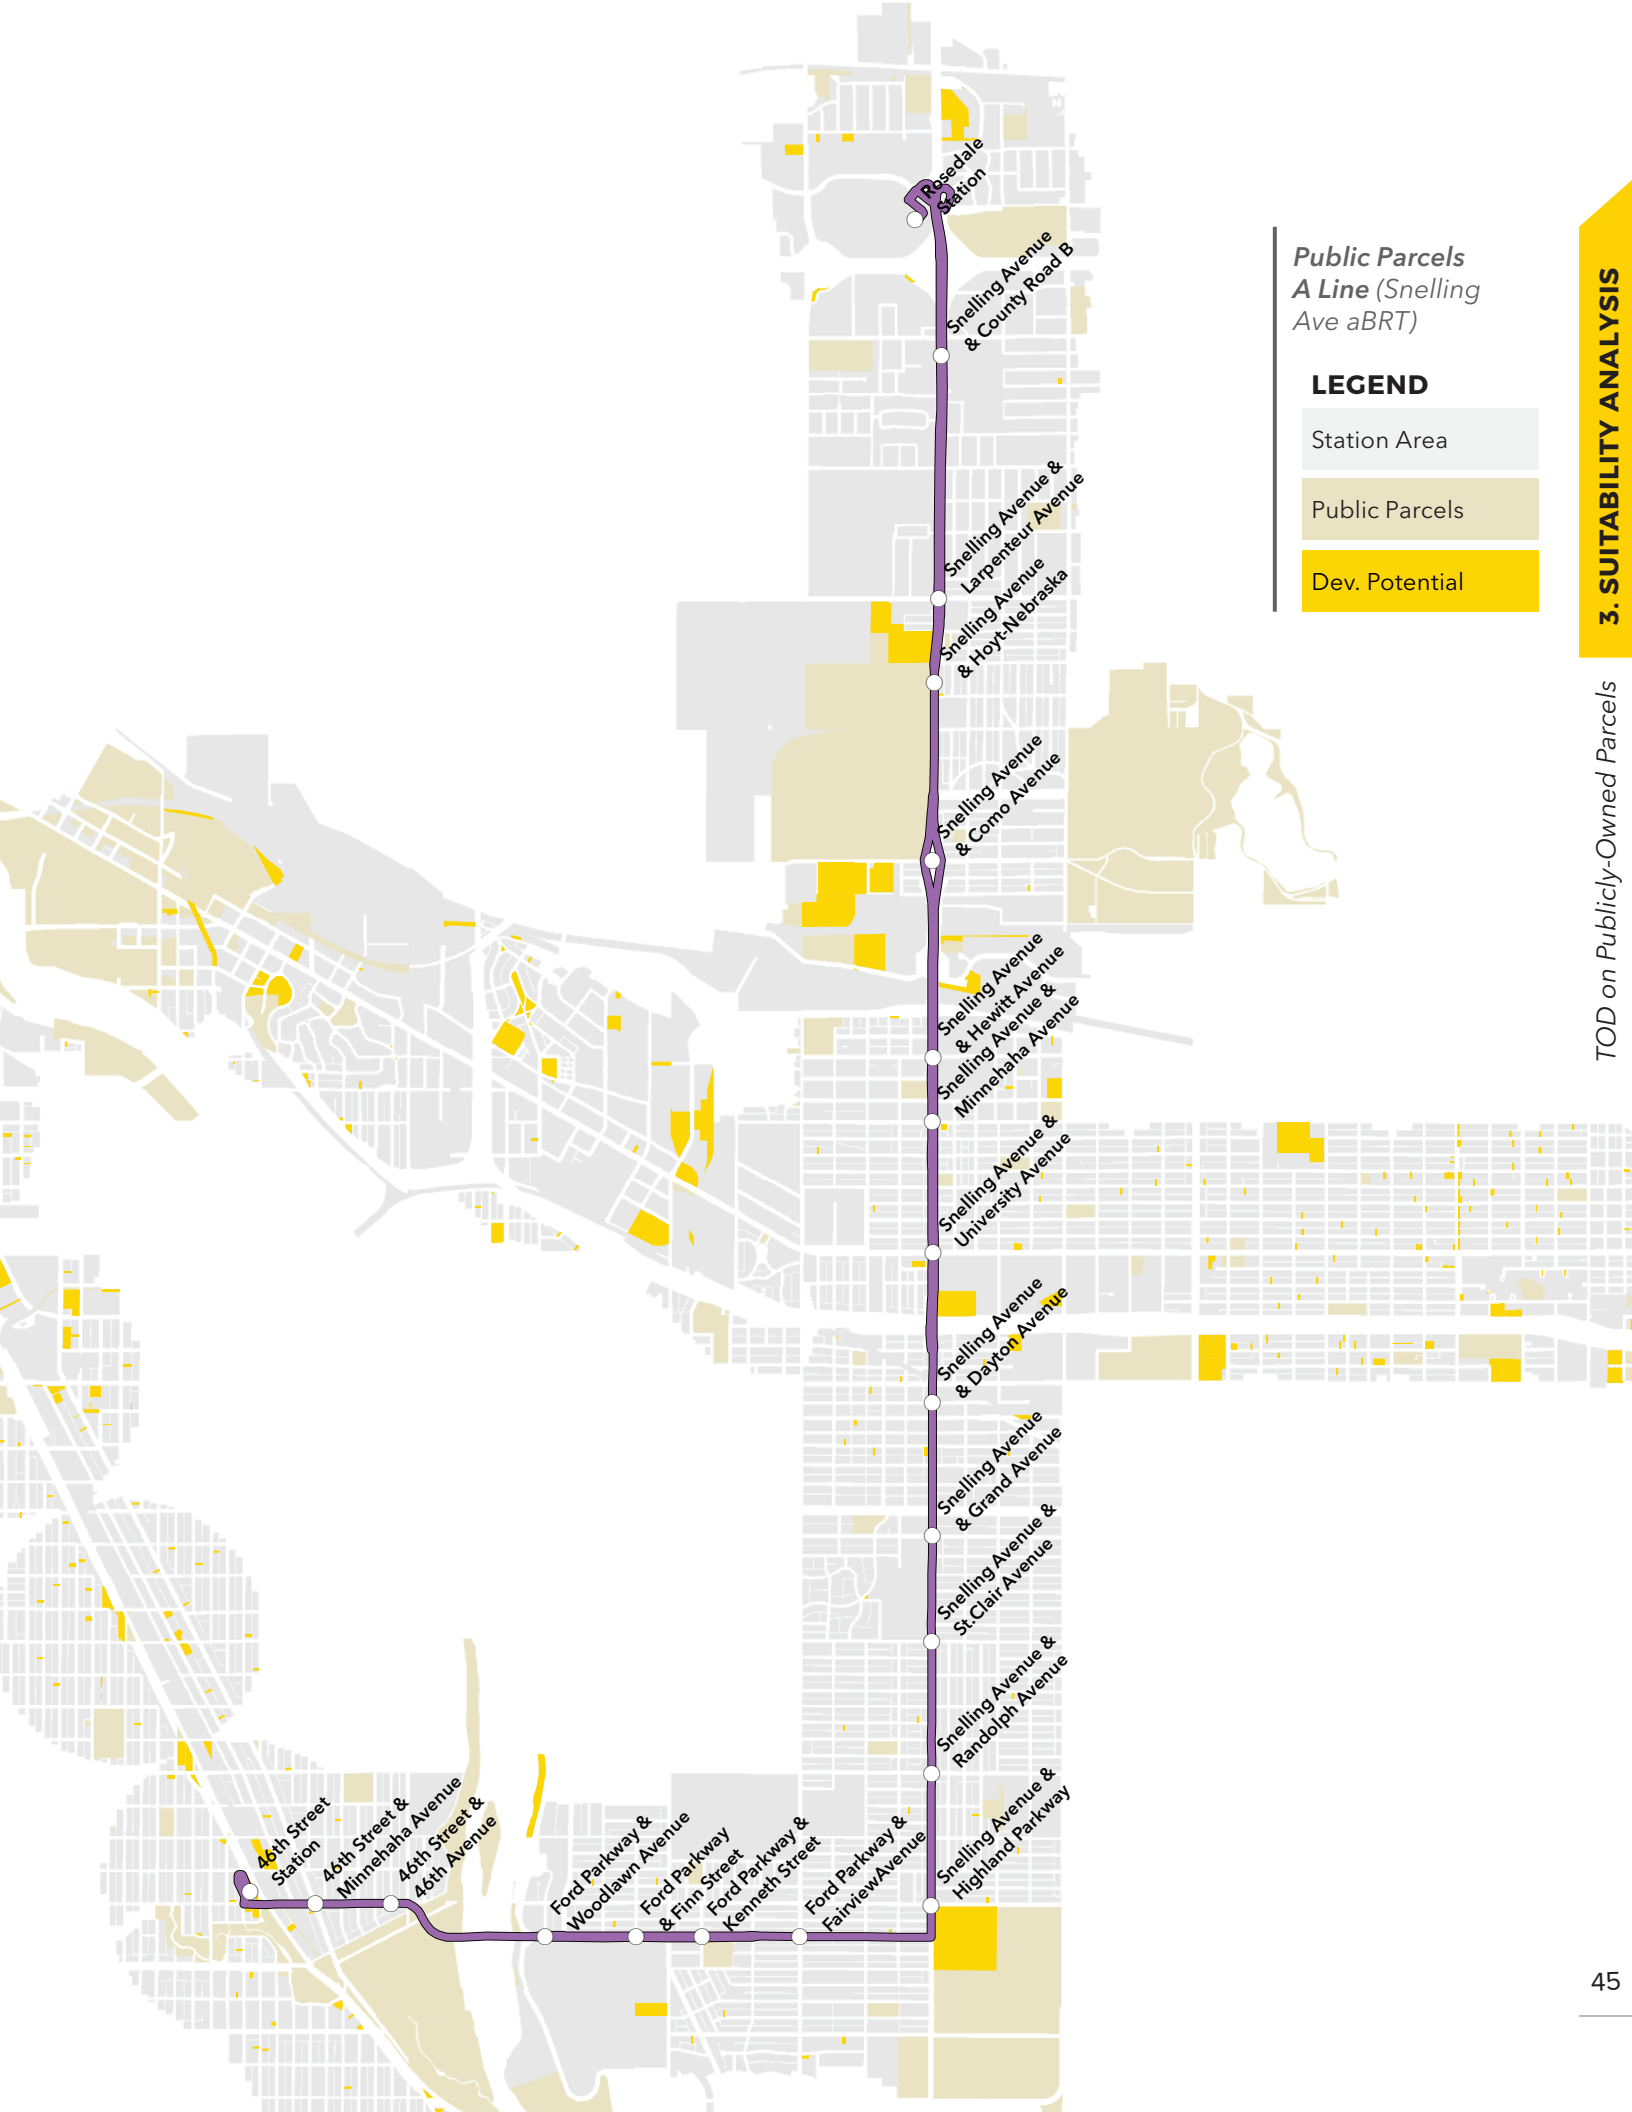 Rosedale
Station
Snelling Avenue
& County Road B
Snelling Avenue &
Larpenteur Avenue
Snelling Avenue
& Hoyt-Nebraska
Snelling Avenue
& Como Avenue
Snelling Avenue
& Hewitt Avenue
Snelling Avenue &
Minnehaha Avenue
Snelling Avenue &
University Avenue
Snelling Avenue
& Dayton Avenue
Snelling Avenue
& Grand Avenue
Snelling Avenue &
St.Clair Avenue
Snelling Avenue &
Randolph Avenue
Snelling Avenue &
Highland Parkway
Ford Parkway &
FairviewAvenue
Ford Parkway &
Kenneth Street
Ford Parkway
& Finn Street
Ford Parkway &
Woodlawn Avenue
46th Street &
46th Avenue
46th Street &
Minnehaha Avenue
46th Street
Station
Public Parcels
A Line (Snelling
Ave aBRT)
LEGEND
Station Area
Public Parcels
Dev. Potential
3. SUITABILITY ANALYSIS
TOD on Publicly-Owned Parcels
45